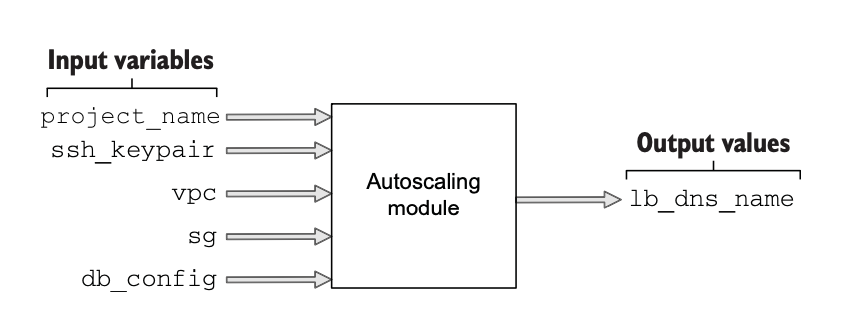 Input variables
project_name
ssh_keypair
vpc
sg
db_config
Autoscaling
module
Output values
lb_dns_name